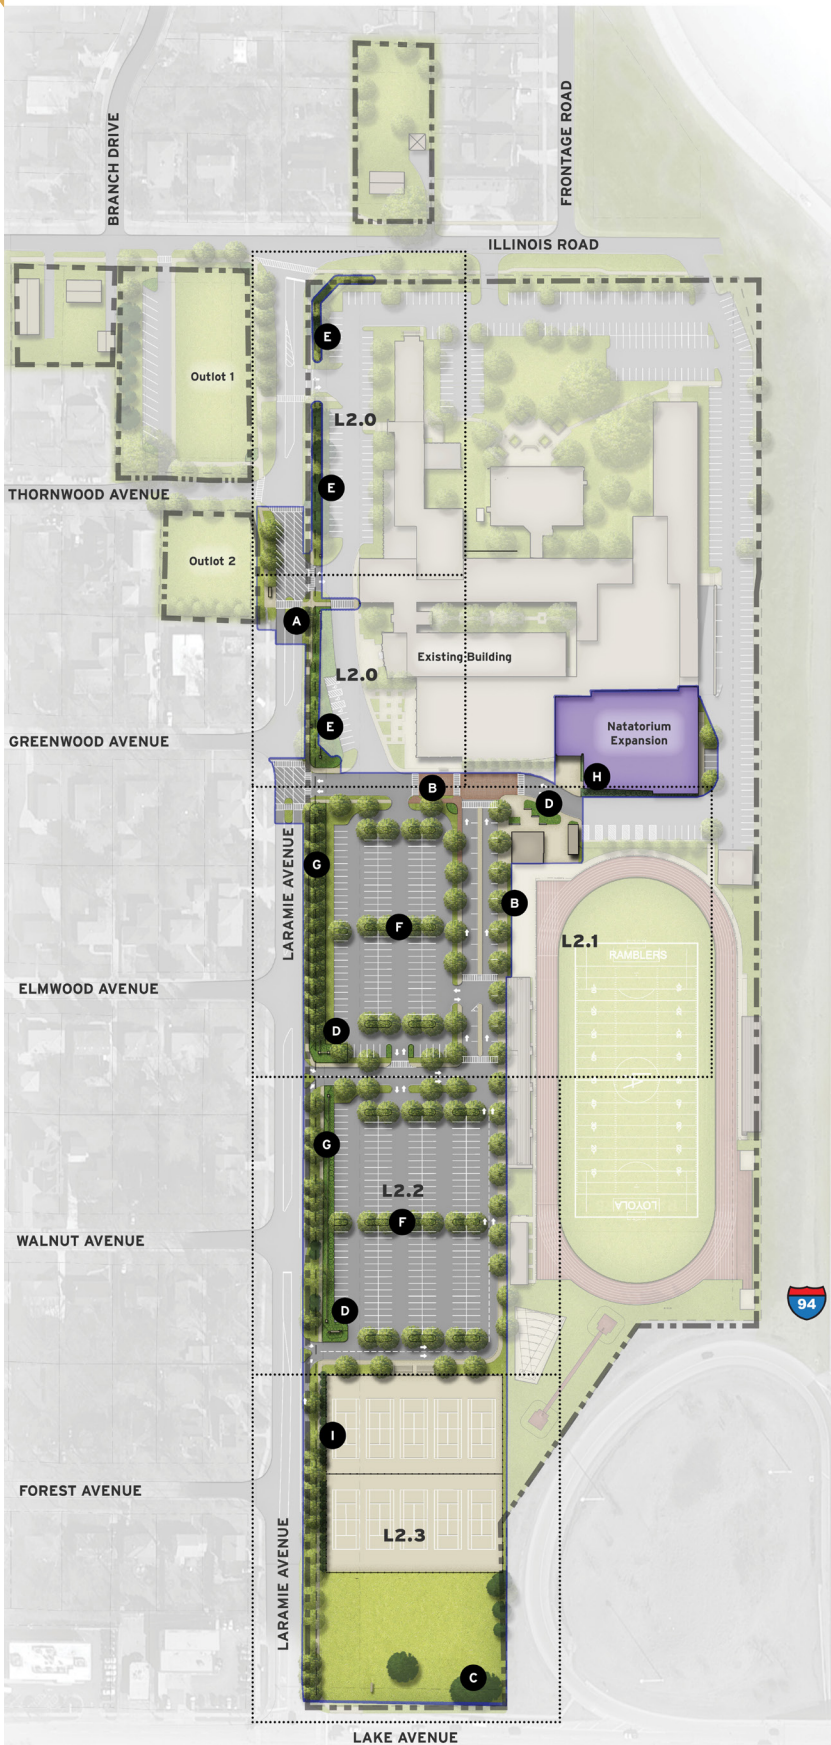 BRANCH DRIVE
FRONTAGE ROAD
ILLINOIS ROAD
E
Outlot 1
L2.0
E
THORNWOOD AVENUE
Outlot 2
A
Existing Building
L2.0
E
Natatorium
Expansion
GREENWOOD AVENUE
H
B
D
G
LARAMIE AVENUE
B
F
L2.1
RAMBLERS
ELMWOOD AVENUE
D
G
L2.2
LOYOLA
F
WALNUT AVENUE
94
D
I
FOREST AVENUE
L2.3
LARAMIE AVENUE
C
LAKE AVENUE